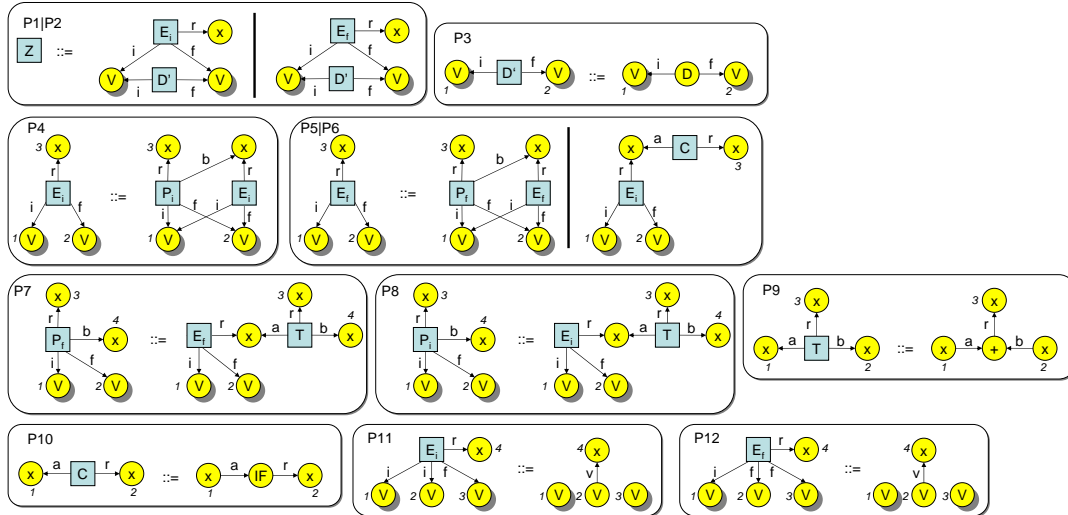 P1|P2
Z ::= E_i r x i f V D' V i f
E_f r x i f V D' V i f
P3
V i D' f V ::= V i D f V
1 2 1 2
P4
3 x r E_i i f 1 V 2 V ::= 3 x x r b r P_i E_i i f i f 1 V 2 V
P5|P6
3 x r E_f i f 1 V 2 V ::= 3 x x r b r P_f E_f i f i f 1 V 2 V
x a C r x 3 r E_i i f 1 V 2 V
P7
x 3 r P_f b x 4 i f 1 V 2 V ::= 3 x r E_f r x a T b x 4 i f 1 V 2 V
P8
x 3 r P_i b x 4 i f 1 V 2 V ::= 3 x r E_i r x a T b x 4 i f 1 V 2 V
P9
3 x r x a T b x 1 2 ::= 3 x r x a + b x 1 2
P10
x a C r x ::= x a IF r x
1 2 1 2
P11
E_i r x 4 i i f 1 V 2 V 3 V ::= 4 x v 1 V 2 V 3 V
P12
E_f r x 4 i f f 1 V 2 V 3 V ::= 4 x v 1 V 2 V 3 V